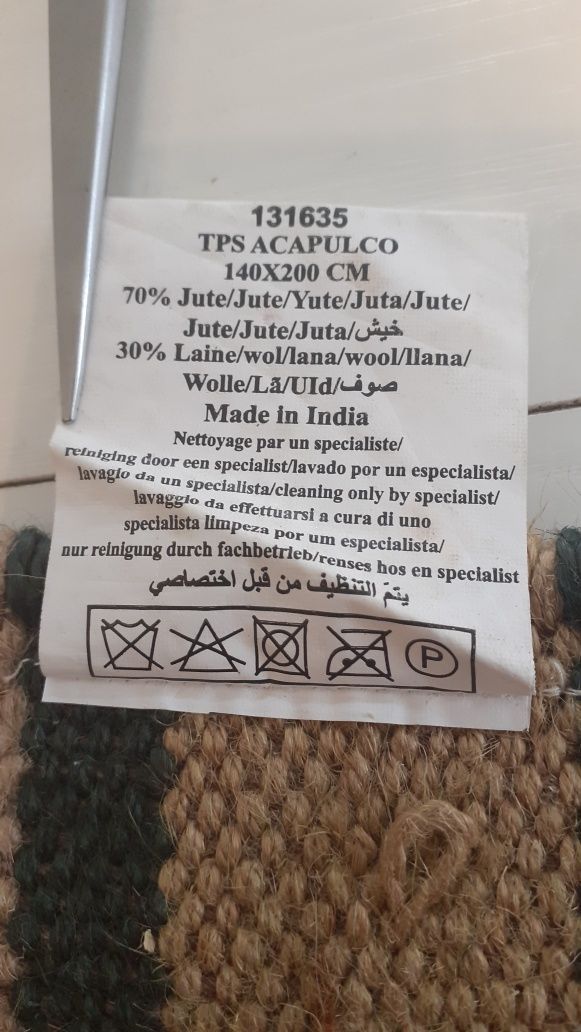 131635
TPS ACAPULCO
140X200 CM
70% Jute/Jute/Yute/Juta/Jute/
Jute/Jute/Juta/خيش
30% Laine/wol/lana/wool/llana/
Wolle/Lã/Uld/صوف
Made in India
Nettoyage par un specialiste/
reiniging door een specialist/lavado por un especialista/
lavagio da un specialista/cleaning only by specialist/
lavaggio da effettuarsi a cura di uno
specialista limpeza por um especialista/
nur reinigung durch fachbetrieb/renses hos en specialist
يتمّ التنظيف من قبل اختصاصي
P